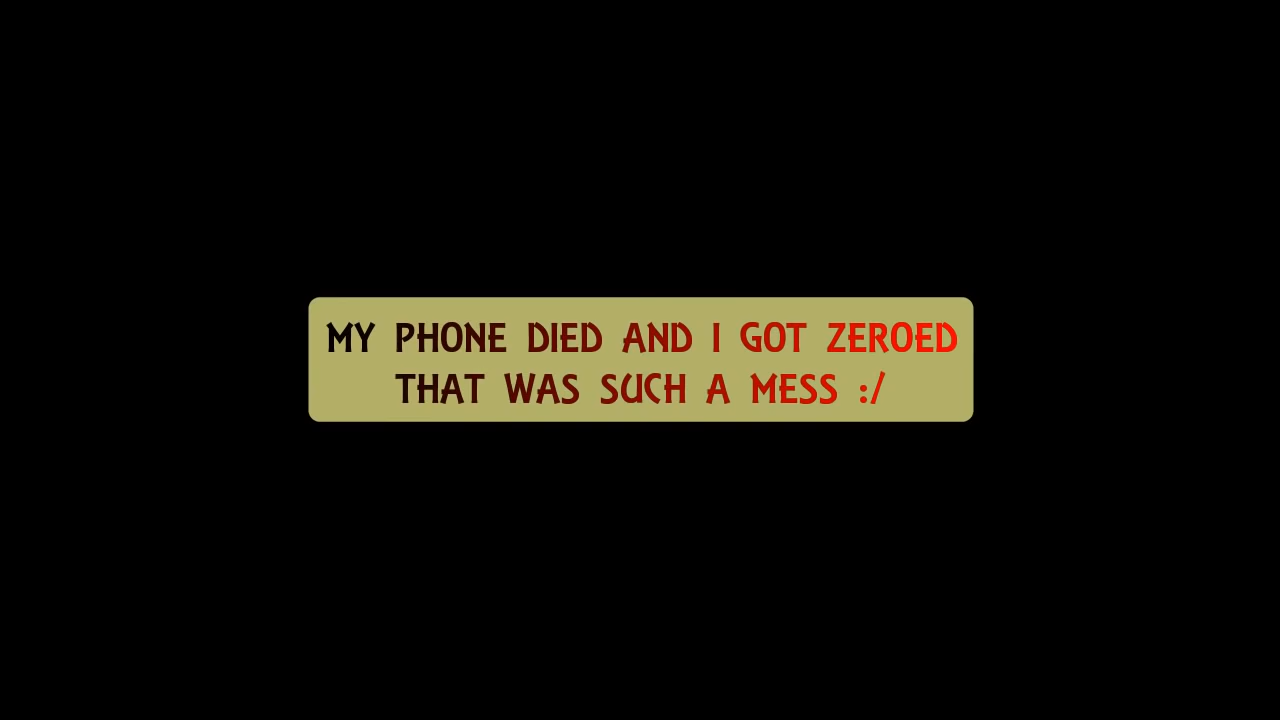 MY PHONE DIED AND I GOT ZEROED
THAT WAS SUCH A MESS :/